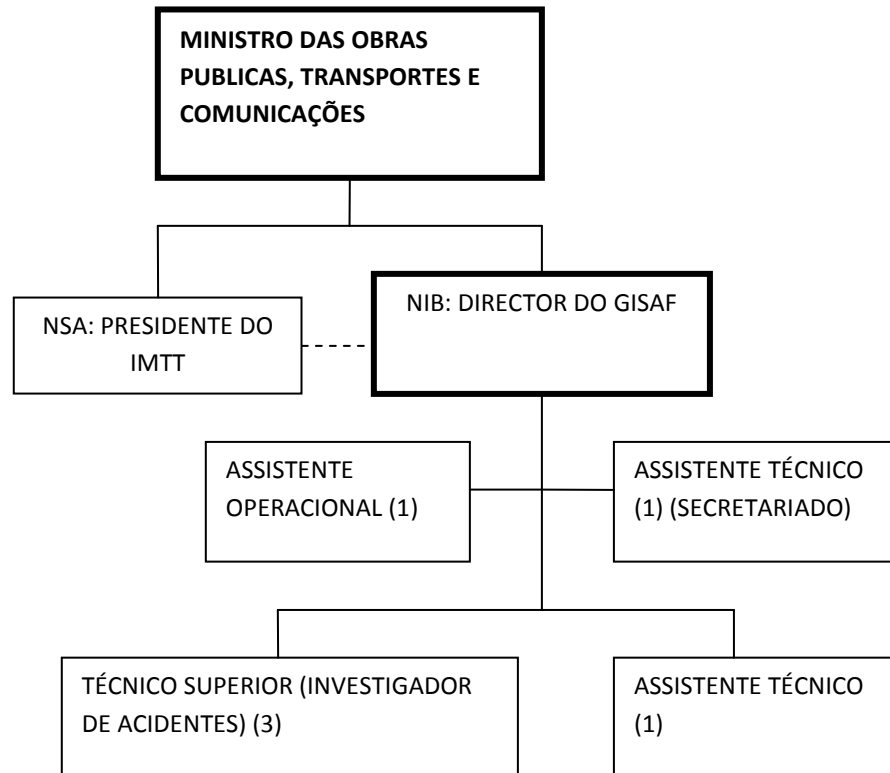 MINISTRO DAS OBRAS
PUBLICAS, TRANSPORTES E
COMUNICAÇÕES
NSA: PRESIDENTE DO
IMTT
NIB: DIRECTOR DO GISAF
ASSISTENTE
OPERACIONAL (1)
ASSISTENTE TÉCNICO
(1) (SECRETARIADO)
TÉCNICO SUPERIOR (INVESTIGADOR
DE ACIDENTES) (3)
ASSISTENTE TÉCNICO
(1)